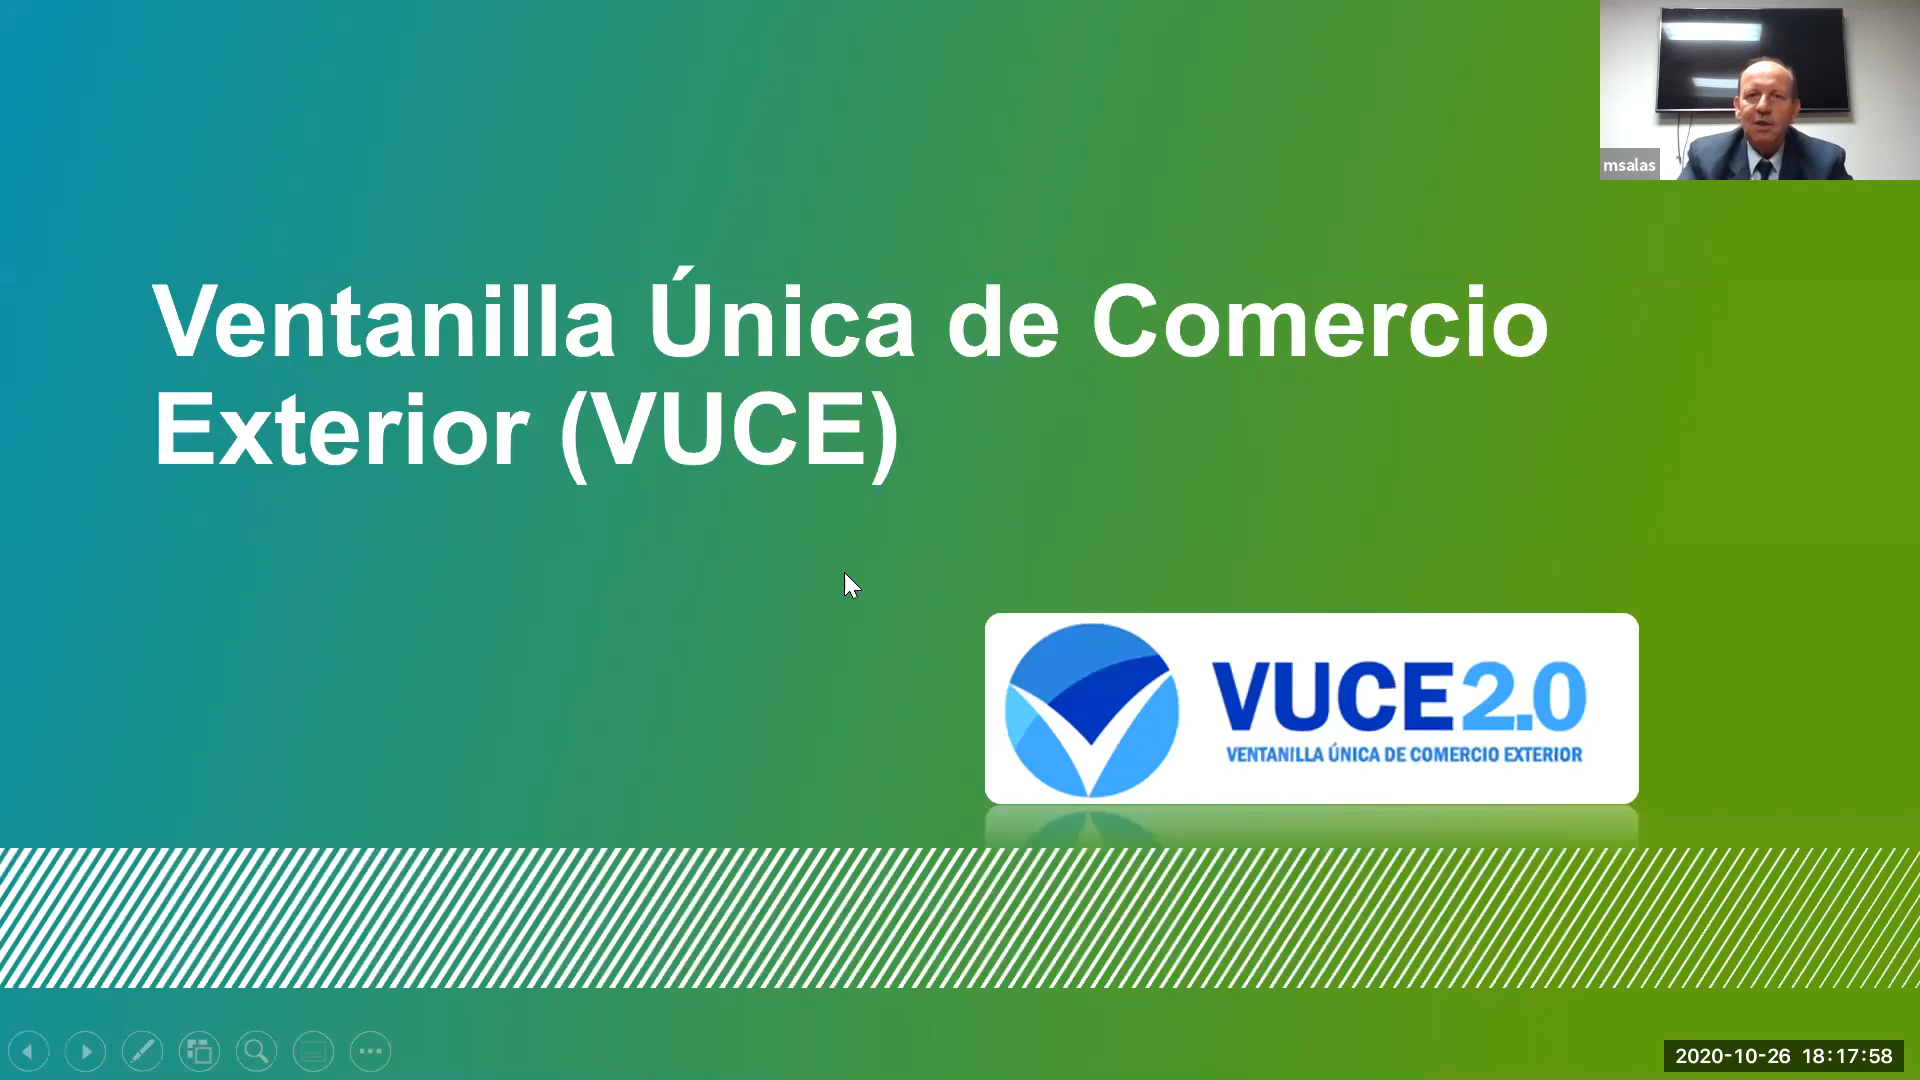 msalas
Ventanilla Única de Comercio
Exterior (VUCE)
VUCE2.0
VENTANILLA ÚNICA DE COMERCIO EXTERIOR
2020-10-26 18:17:58